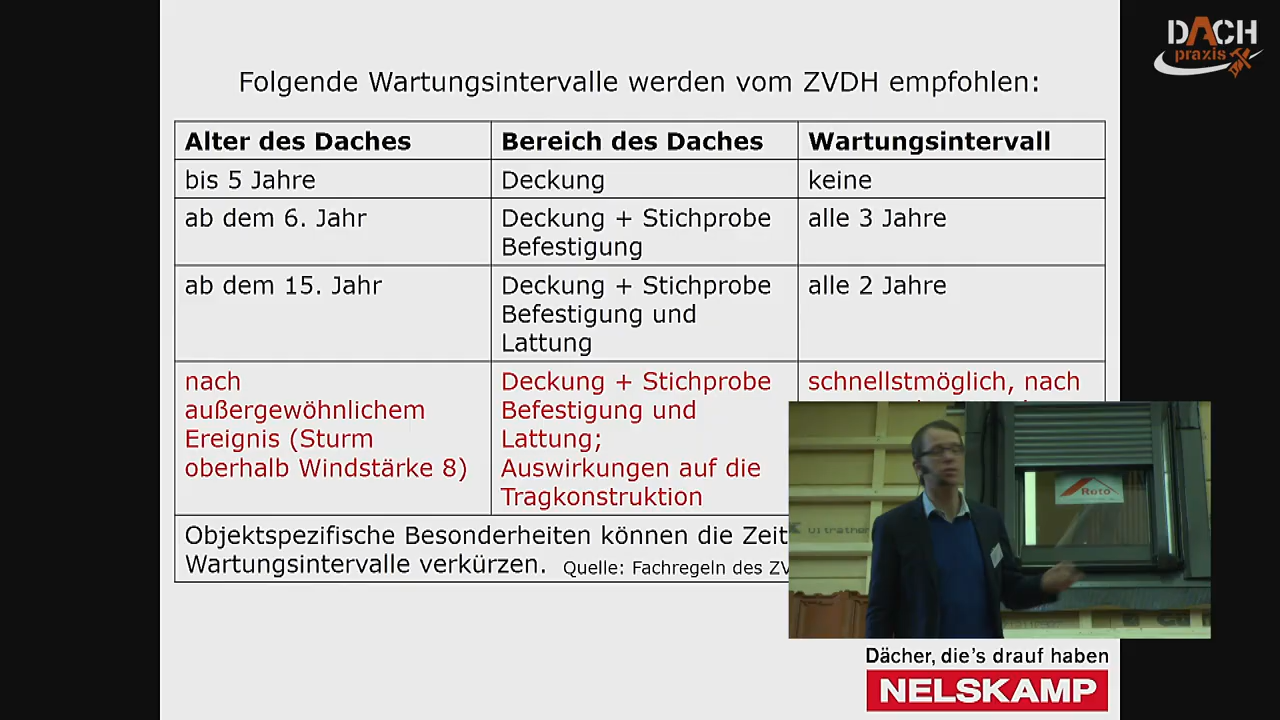 DACH
praxis
Folgende Wartungsintervalle werden vom ZVDH empfohlen:
Alter des Daches Bereich des Daches Wartungsintervall
bis 5 Jahre Deckung keine
ab dem 6. Jahr Deckung + Stichprobe Befestigung alle 3 Jahre
ab dem 15. Jahr Deckung + Stichprobe Befestigung und Lattung alle 2 Jahre
nach
außergewöhnlichem
Ereignis (Sturm
oberhalb Windstärke 8)
Deckung + Stichprobe
Befestigung und
Lattung;
Auswirkungen auf die
Tragkonstruktion
schnellstmöglich, nach
Objektspezifische Besonderheiten können die Zeit
Wartungsintervalle verkürzen. Quelle: Fachregeln des
Roto
Dächer, die's drauf haben
NELSKAMP